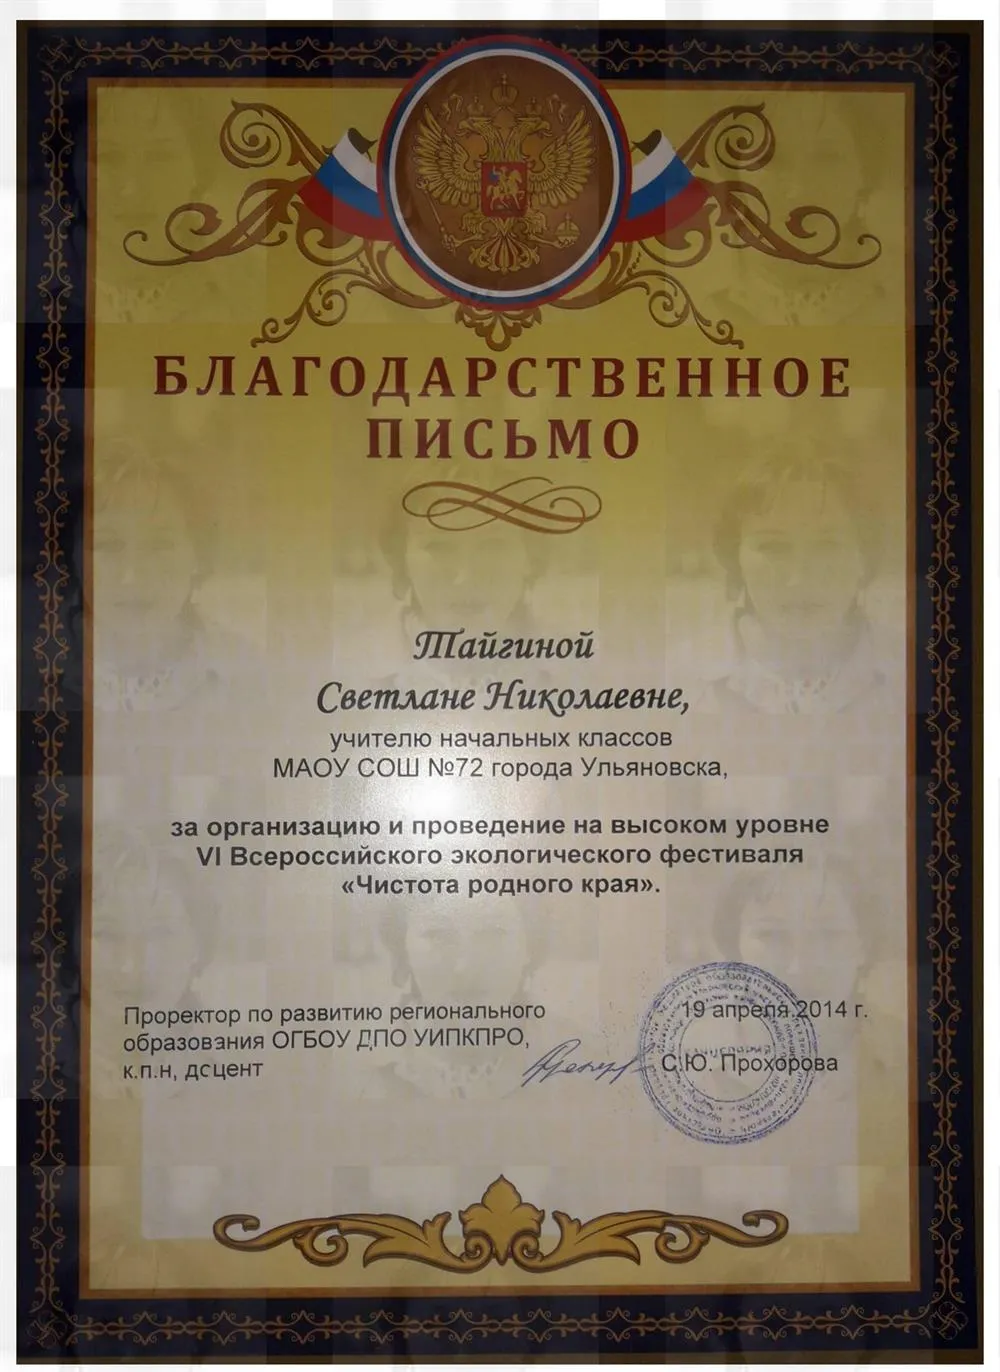 БЛАГОДАРСТВЕННОЕ
ПИСЬМО
Тайгиной
Светлане Николаевне,
учителю начальных классов
МАОУ СОШ №72 города Ульяновска,
за организацию и проведение на высоком уровне
VI Всероссийского экологического фестиваля
«Чистота родного края».
Проректор по развитию регионального
образования ОГБОУ ДПО УИПКПРО,
к.п.н, дсцент
19 апреля 2014 г.
С.Ю. Прохорова